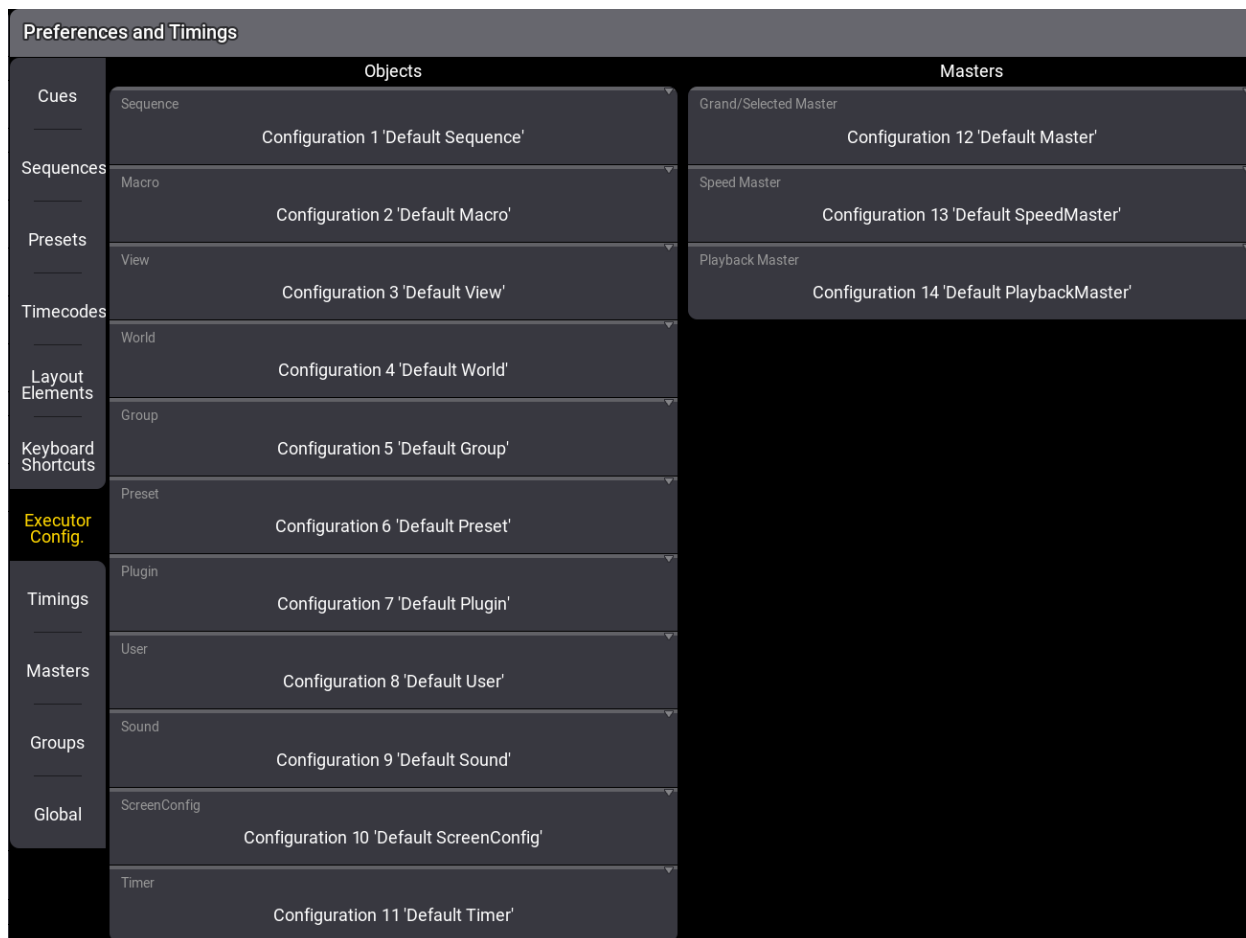 Preferences and Timings
Cues
Sequences
Presets
Timecodes
Layout
Elements
Keyboard
Shortcuts
Executor
Config.
Timings
Masters
Groups
Global
Objects
Sequence
Configuration 1 'Default Sequence'
Macro
Configuration 2 'Default Macro'
View
Configuration 3 'Default View'
World
Configuration 4 'Default World'
Group
Configuration 5 'Default Group'
Preset
Configuration 6 'Default Preset'
Plugin
Configuration 7 'Default Plugin'
User
Configuration 8 'Default User'
Sound
Configuration 9 'Default Sound'
ScreenConfig
Configuration 10 'Default ScreenConfig'
Timer
Configuration 11 'Default Timer'
Masters
Grand/Selected Master
Configuration 12 'Default Master'
Speed Master
Configuration 13 'Default SpeedMaster'
Playback Master
Configuration 14 'Default PlaybackMaster'